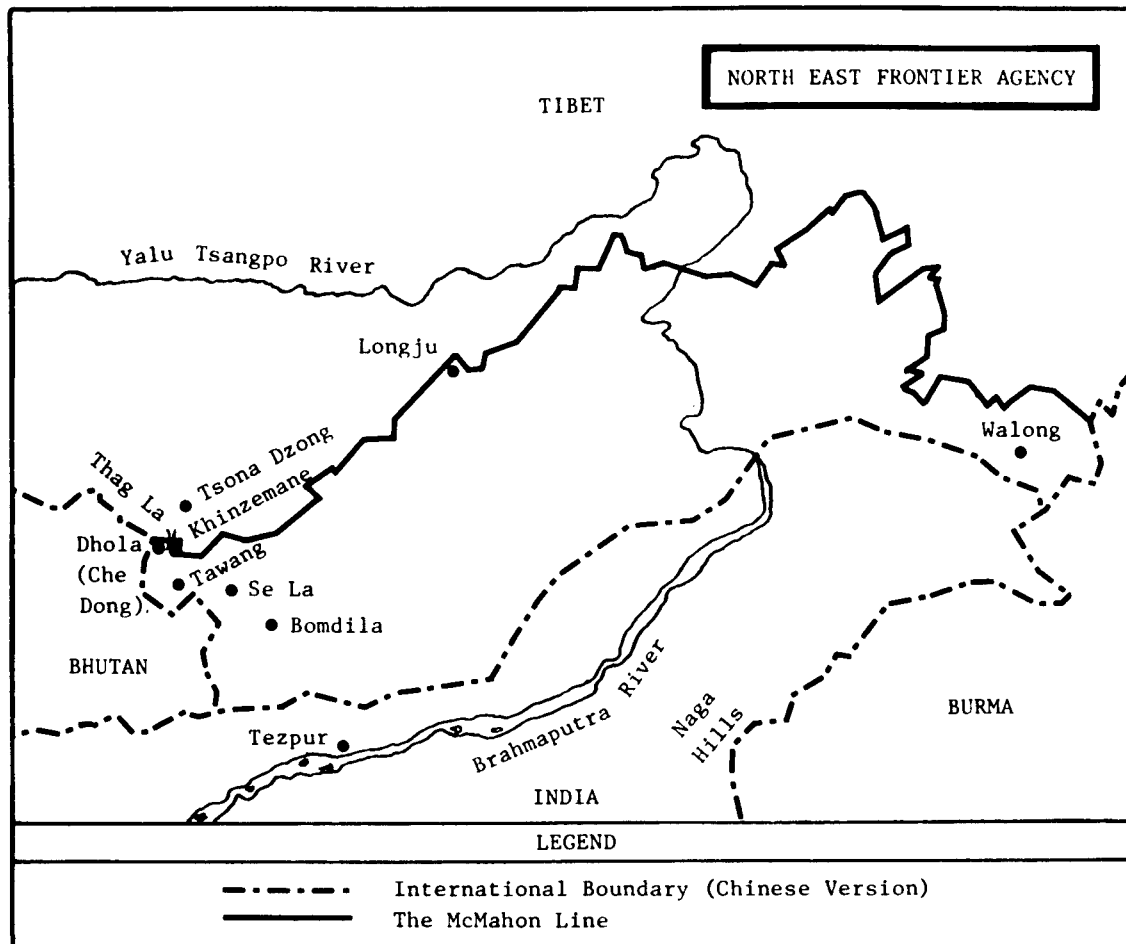 NORTH EAST FRONTIER AGENCY
TIBET
Yalu Tsangpo River
Longju
Walong
Thag La
Tsona Dzong
Khinzemane
Dhola
(Che
Dong)
Tawang
Se La
Bomdila
BHUTAN
Tezpur
Brahmaputra River
Naga
Hills
BURMA
INDIA
LEGEND
International Boundary (Chinese Version)
The McMahon Line